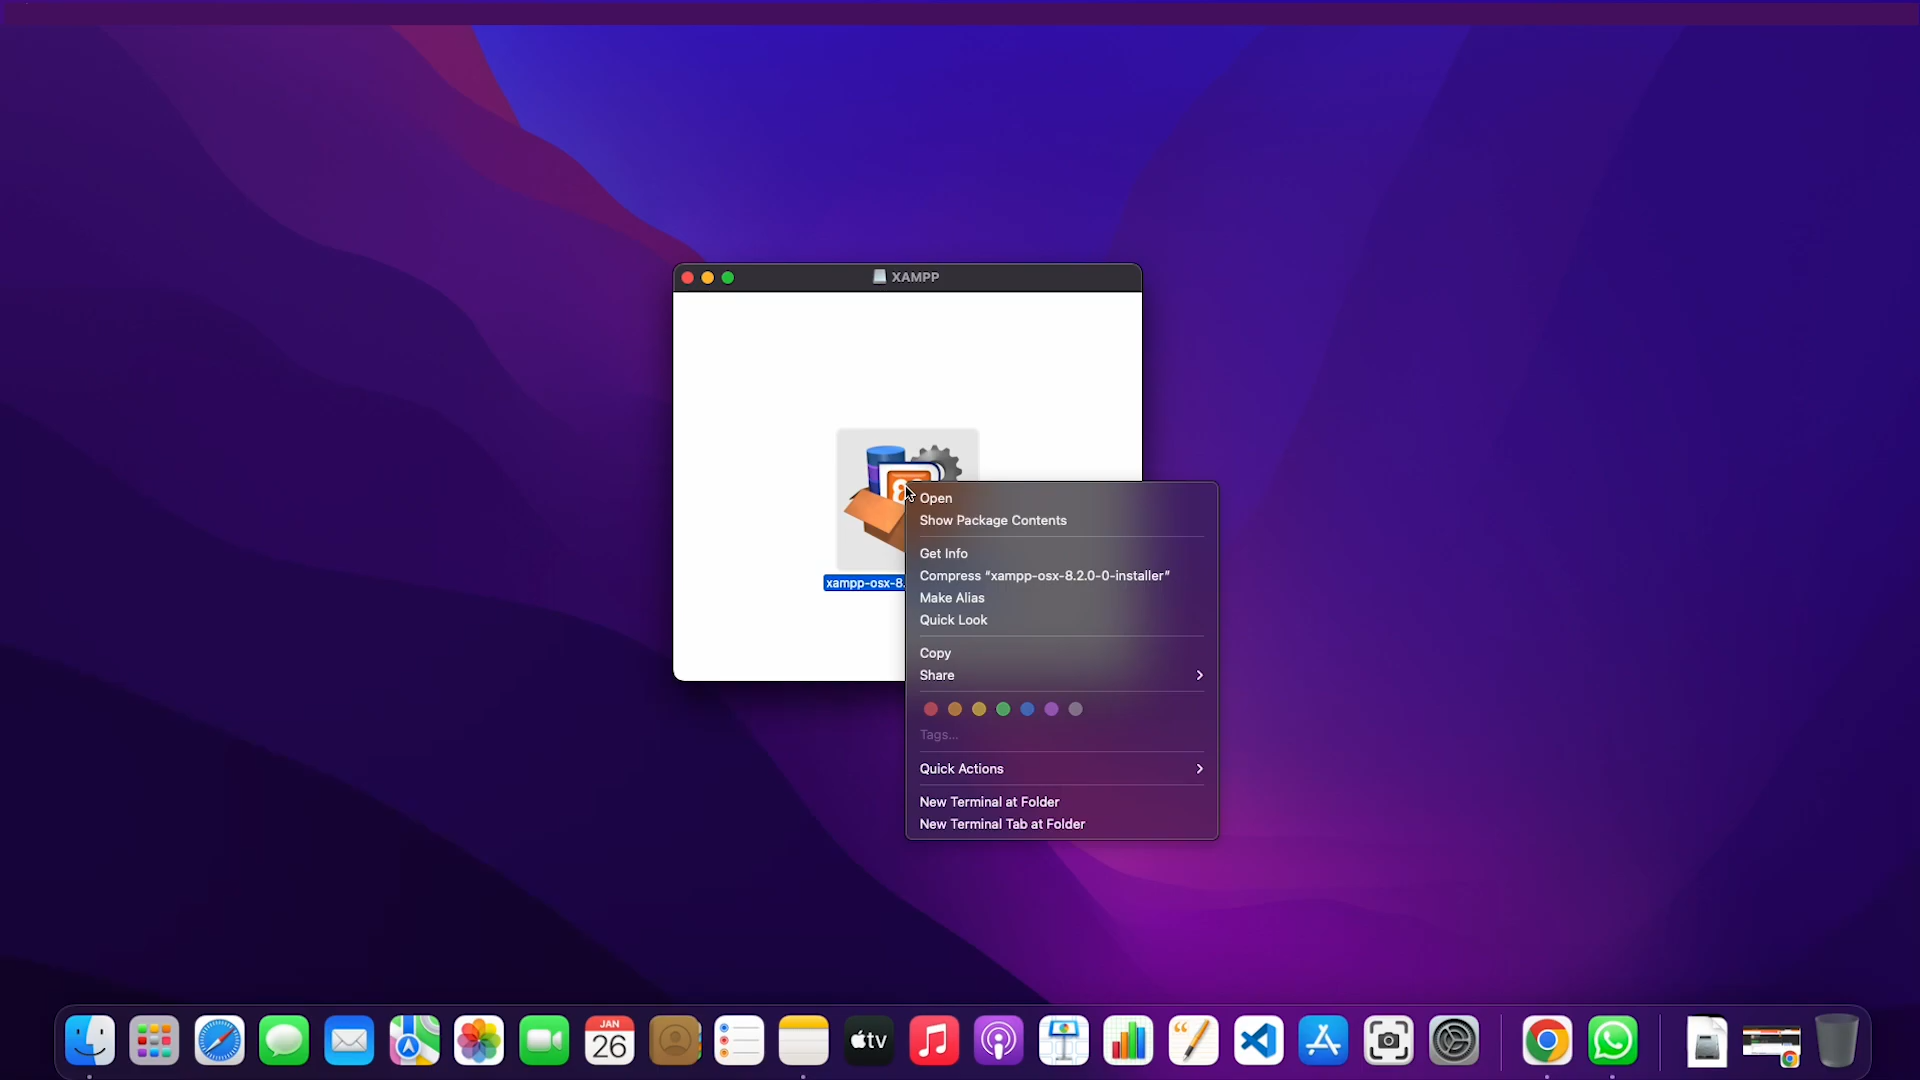 XAMPP
xampp-osx-8.
Open
Show Package Contents
Get Info
Compress “xampp-osx-8.2.0-0-installer”
Make Alias
Quick Look
Copy
Share
Tags...
Quick Actions
New Terminal at Folder
New Terminal Tab at Folder
JAN
26
tv